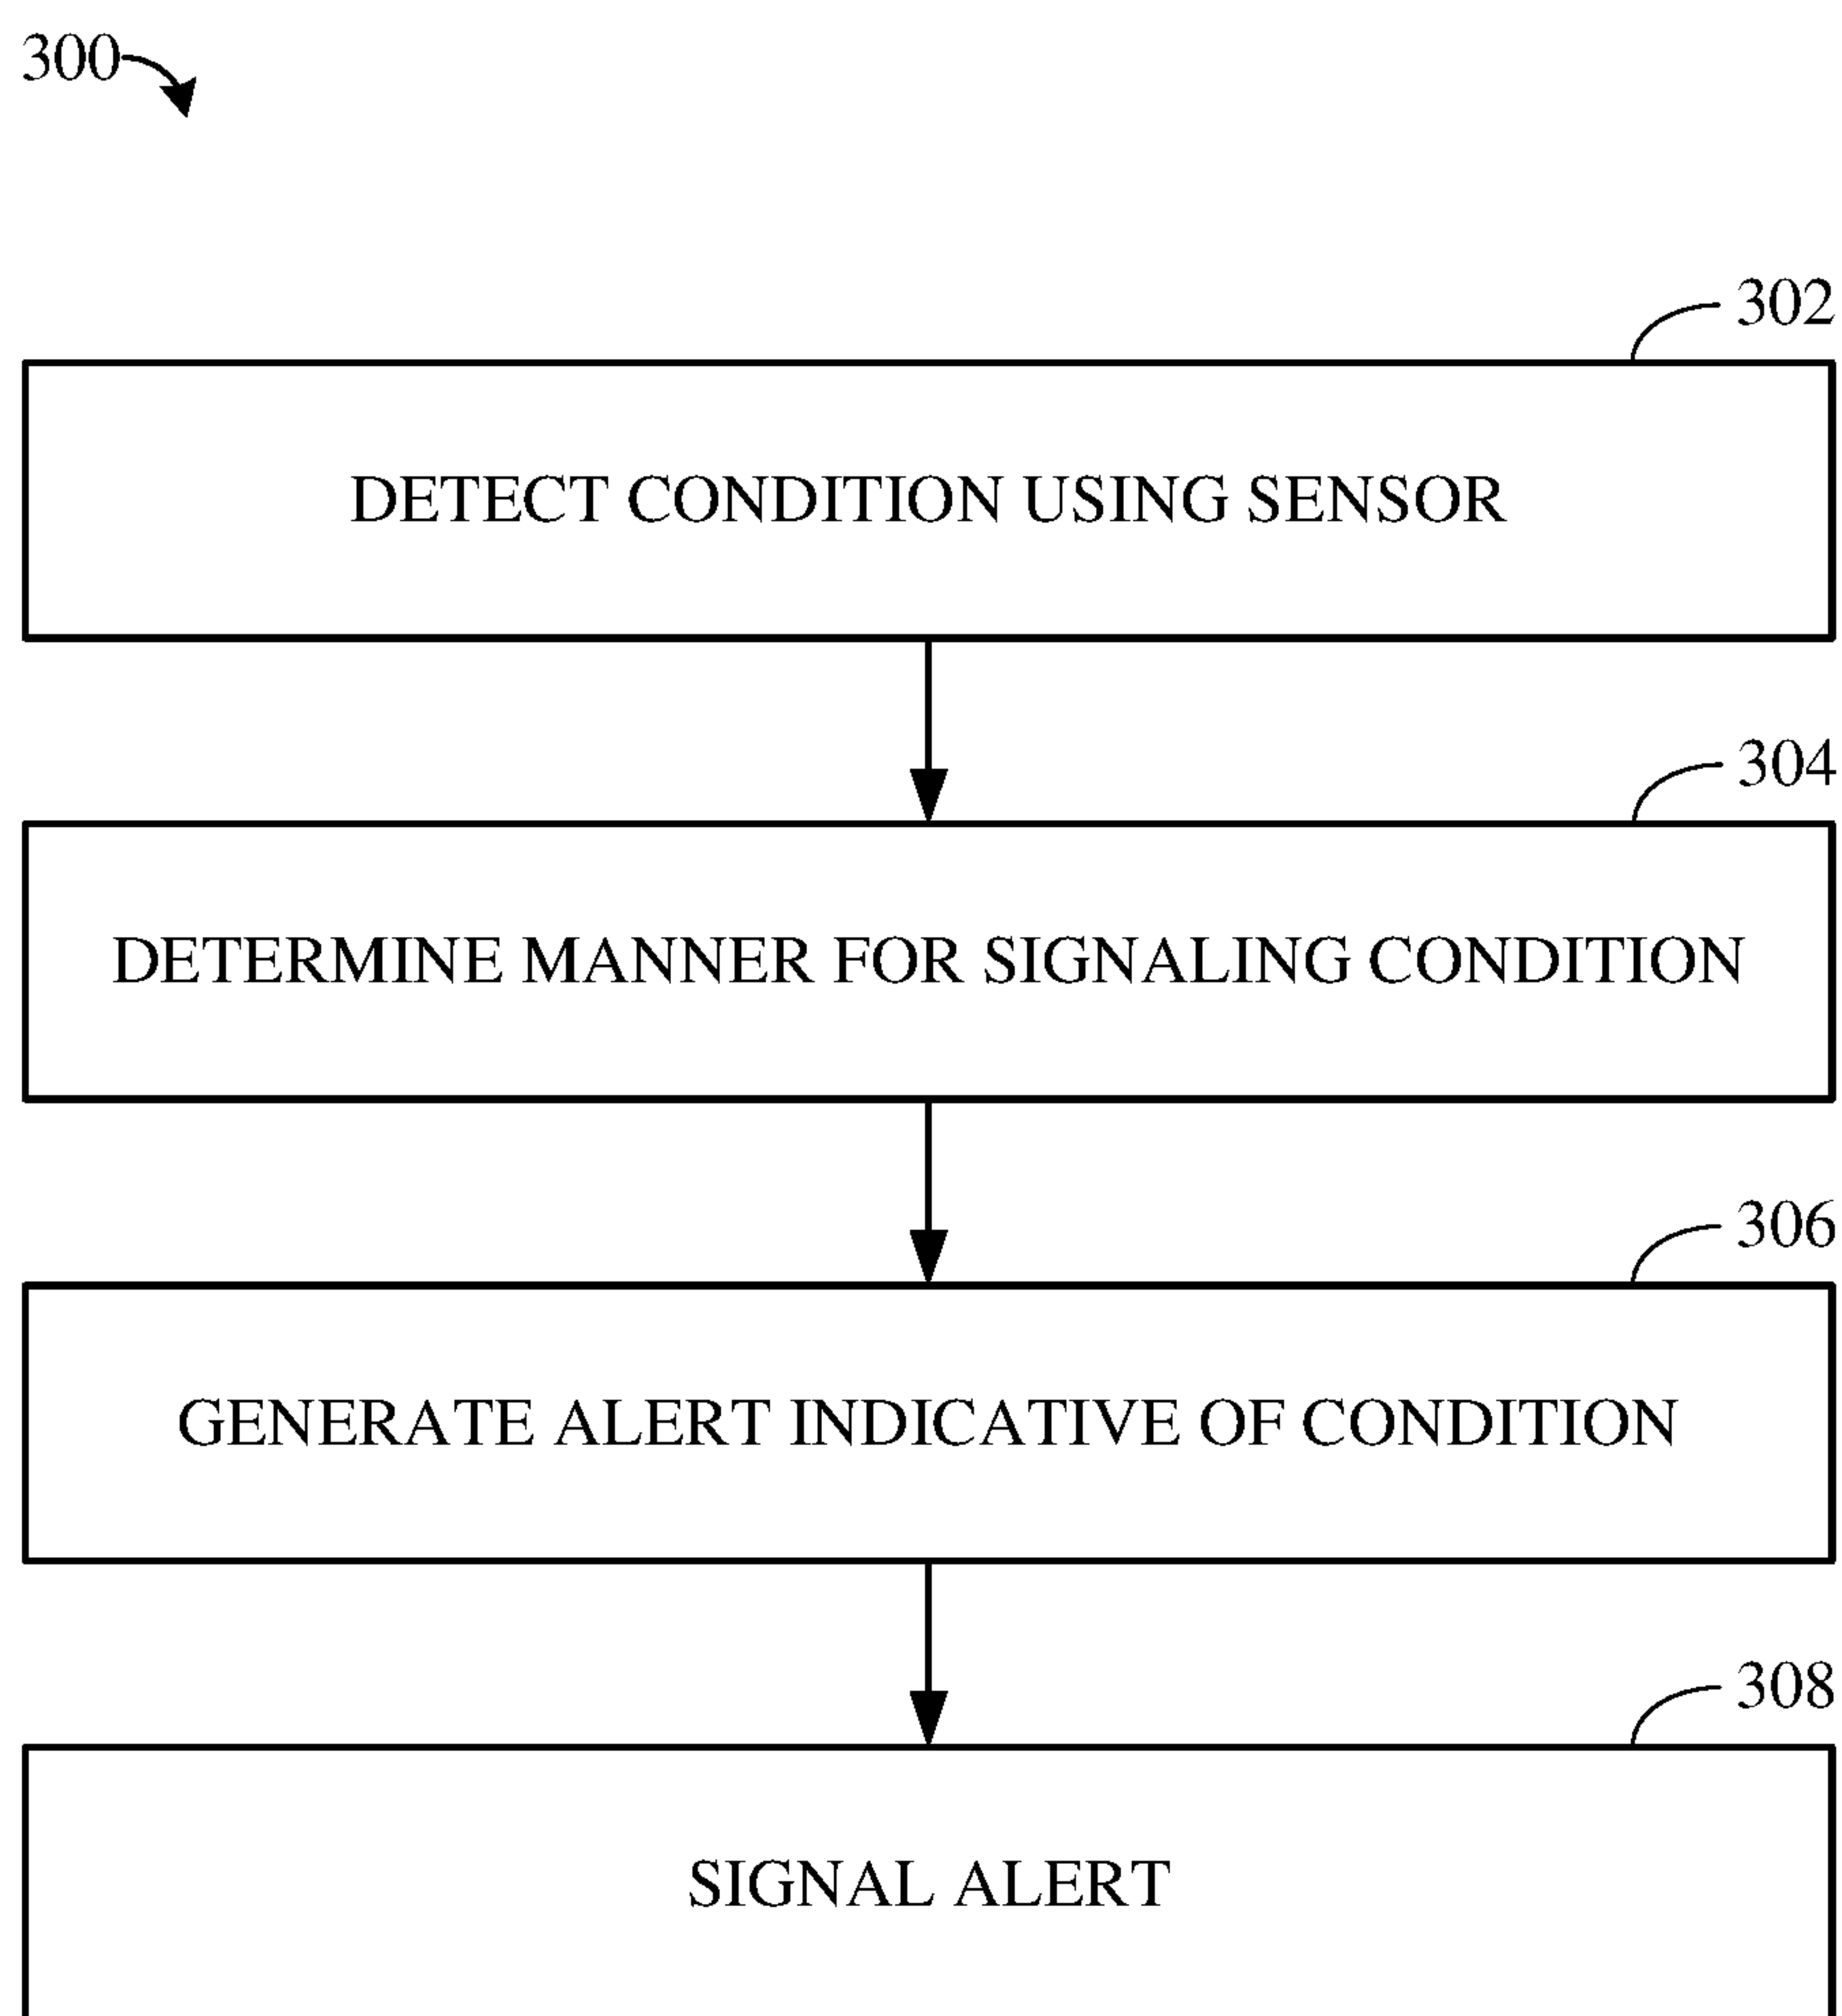 300
302
DETECT CONDITION USING SENSOR
304
DETERMINE MANNER FOR SIGNALING CONDITION
306
GENERATE ALERT INDICATIVE OF CONDITION
308
SIGNAL ALERT